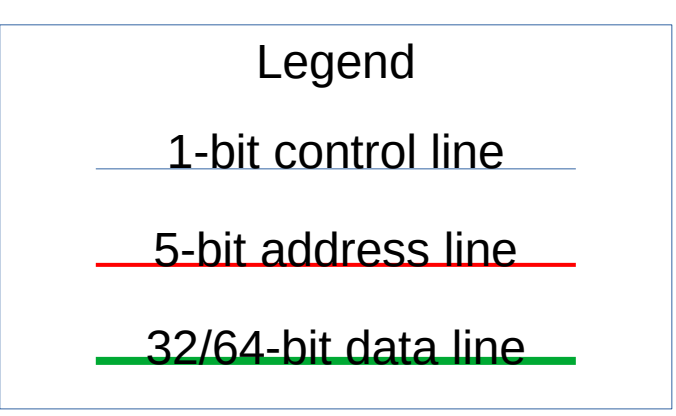 Legend
1-bit control line
5-bit address line
32/64-bit data line